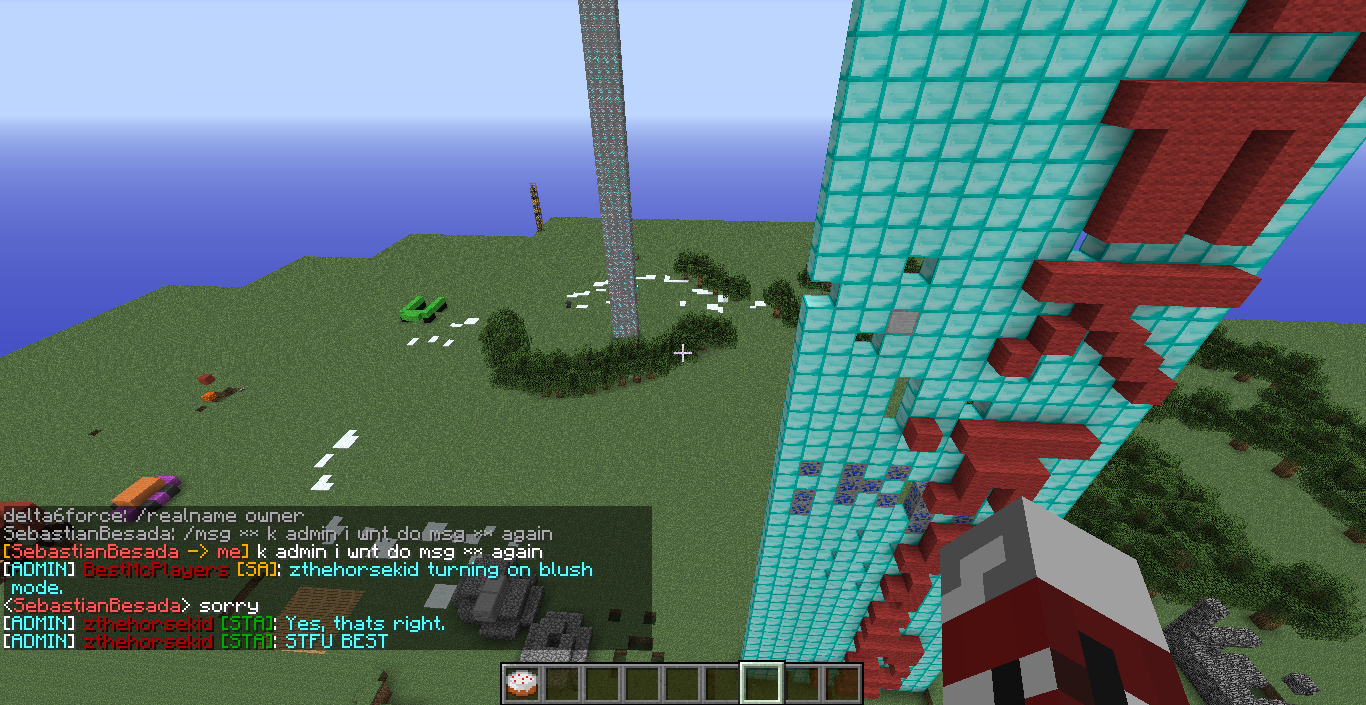 delta6force: /realname owner
SebastianBesada: /msg ** k admin i wnt do msg ** again
[SebastianBesada -> me] k admin i wnt do msg ** again
[ADMIN] BestMcPlayers [SA]: zthehorsekid turning on blush
mode.
<SebastianBesada> sorry
[ADMIN] zthehorsekid [STA]: Yes, thats right.
[ADMIN] zthehorsekid [STA]: STFU BEST